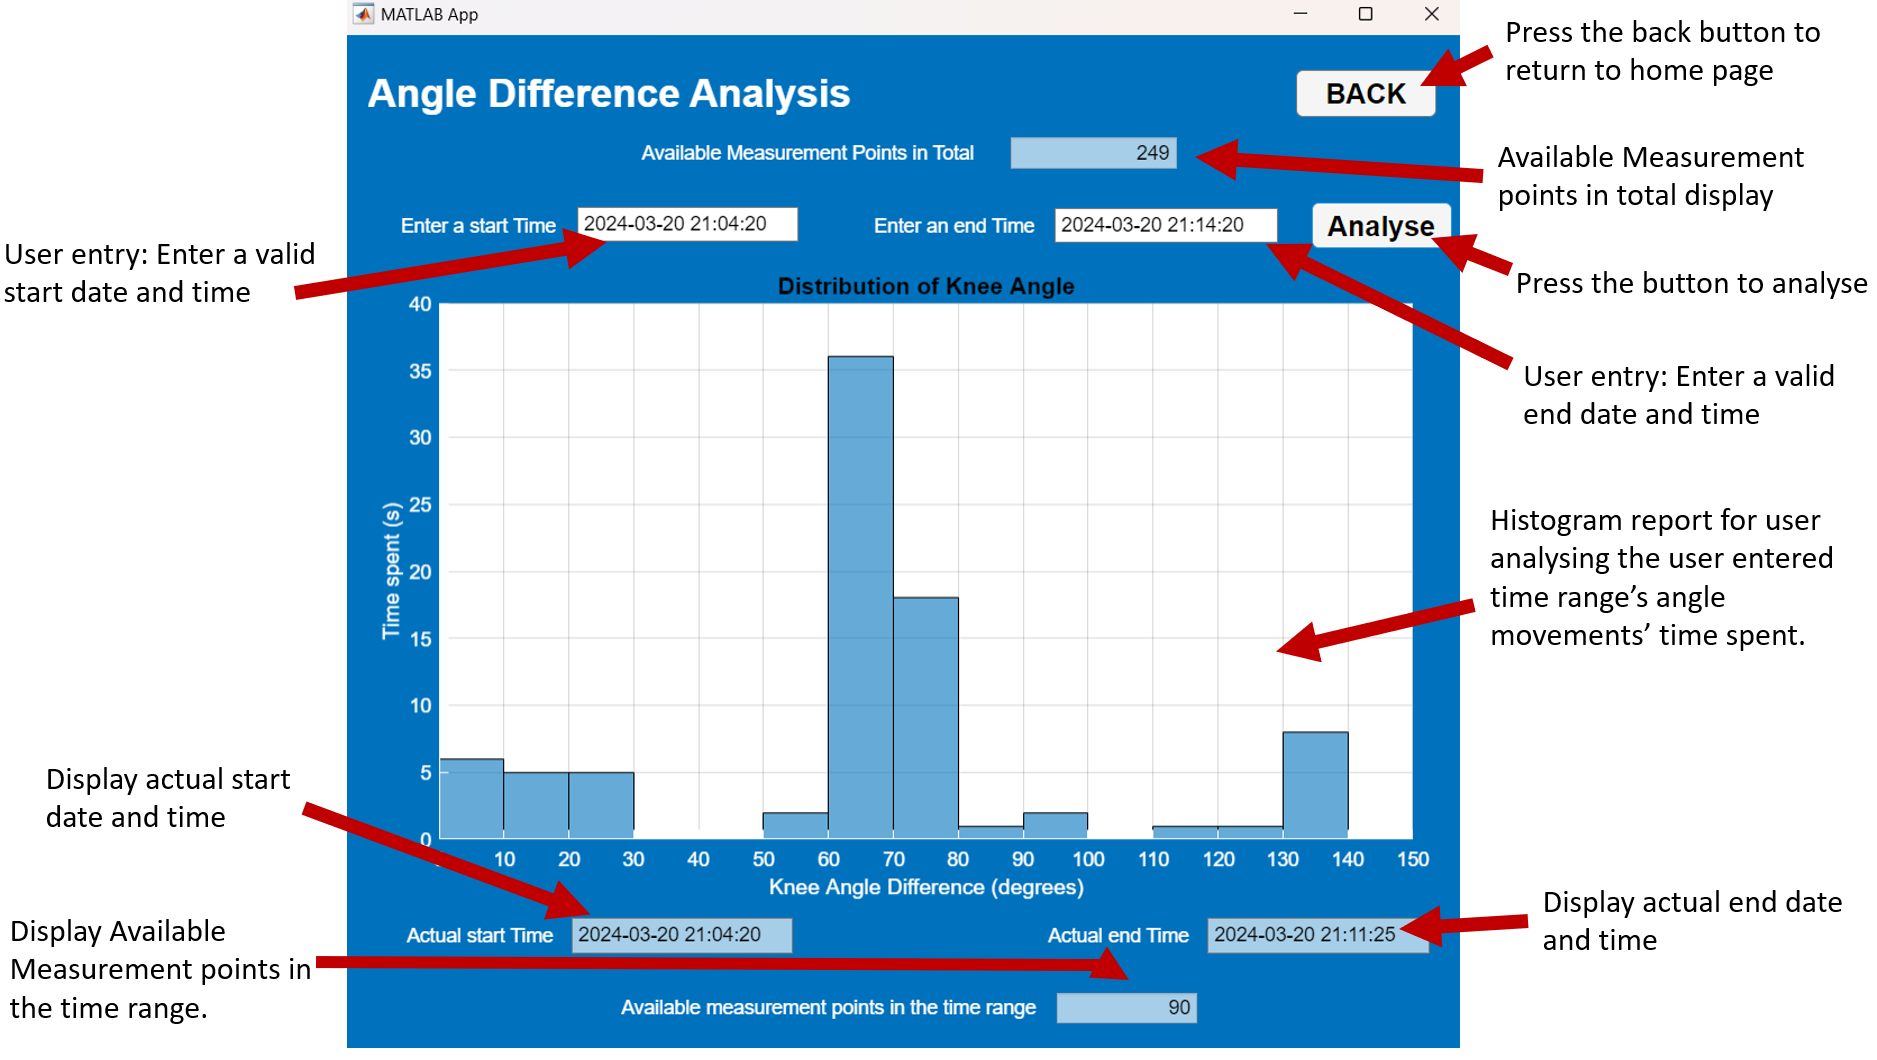 MATLAB App
Press the back button to
return to home page
Angle Difference Analysis
BACK
Available Measurement Points in Total
249
Available Measurement
points in total display
Enter a start Time
2024-03-20 21:04:20
Enter an end Time
2024-03-20 21:14:20
Analyse
User entry: Enter a valid
start date and time
Press the button to analyse
User entry: Enter a valid
end date and time
Distribution of Knee Angle
40
35
30
25
20
15
10
5
0
Time spent (s)
Histogram report for user
analysing the user entered
time range’s angle
movements’ time spent.
10 20 30 40 50 60 70 80 90 100 110 120 130 140 150
Knee Angle Difference (degrees)
Display actual start
date and time
Actual start Time
2024-03-20 21:04:20
Actual end Time
2024-03-20 21:11:25
Display actual end date
and time
Display Available
Measurement points in
the time range.
Available measurement points in the time range
90